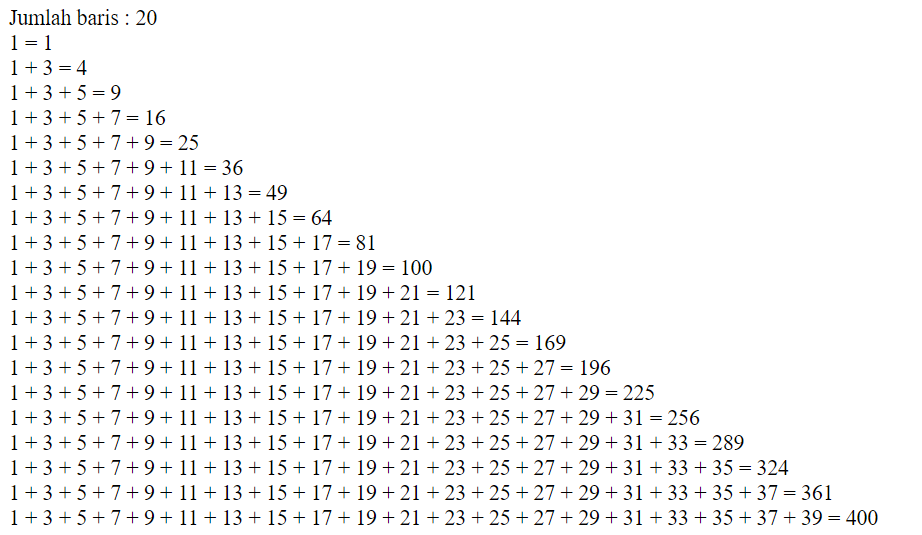 Jumlah baris : 20
1 = 1
1 + 3 = 4
1 + 3 + 5 = 9
1 + 3 + 5 + 7 = 16
1 + 3 + 5 + 7 + 9 = 25
1 + 3 + 5 + 7 + 9 + 11 = 36
1 + 3 + 5 + 7 + 9 + 11 + 13 = 49
1 + 3 + 5 + 7 + 9 + 11 + 13 + 15 = 64
1 + 3 + 5 + 7 + 9 + 11 + 13 + 15 + 17 = 81
1 + 3 + 5 + 7 + 9 + 11 + 13 + 15 + 17 + 19 = 100
1 + 3 + 5 + 7 + 9 + 11 + 13 + 15 + 17 + 19 + 21 = 121
1 + 3 + 5 + 7 + 9 + 11 + 13 + 15 + 17 + 19 + 21 + 23 = 144
1 + 3 + 5 + 7 + 9 + 11 + 13 + 15 + 17 + 19 + 21 + 23 + 25 = 169
1 + 3 + 5 + 7 + 9 + 11 + 13 + 15 + 17 + 19 + 21 + 23 + 25 + 27 = 196
1 + 3 + 5 + 7 + 9 + 11 + 13 + 15 + 17 + 19 + 21 + 23 + 25 + 27 + 29 = 225
1 + 3 + 5 + 7 + 9 + 11 + 13 + 15 + 17 + 19 + 21 + 23 + 25 + 27 + 29 + 31 = 256
1 + 3 + 5 + 7 + 9 + 11 + 13 + 15 + 17 + 19 + 21 + 23 + 25 + 27 + 29 + 31 + 33 = 289
1 + 3 + 5 + 7 + 9 + 11 + 13 + 15 + 17 + 19 + 21 + 23 + 25 + 27 + 29 + 31 + 33 + 35 = 324
1 + 3 + 5 + 7 + 9 + 11 + 13 + 15 + 17 + 19 + 21 + 23 + 25 + 27 + 29 + 31 + 33 + 35 + 37 = 361
1 + 3 + 5 + 7 + 9 + 11 + 13 + 15 + 17 + 19 + 21 + 23 + 25 + 27 + 29 + 31 + 33 + 35 + 37 + 39 = 400